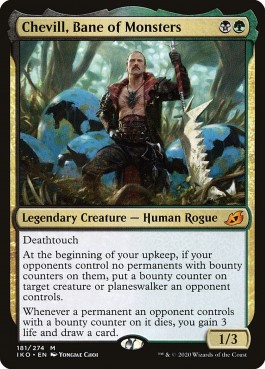 Chevill, Bane of Monsters
Legendary Creature — Human Rogue
Deathtouch
At the beginning of your upkeep, if your
opponents control no permanents with bounty
counters on them, put a bounty counter on
target creature or planeswalker an opponent
controls.
Whenever a permanent an opponent controls
with a bounty counter on it dies, you gain
3 life and draw a card.
1/3
181/274 M
IKO • EN YONGJAE CHOI
™ & © 2020 Wizards of the Coast